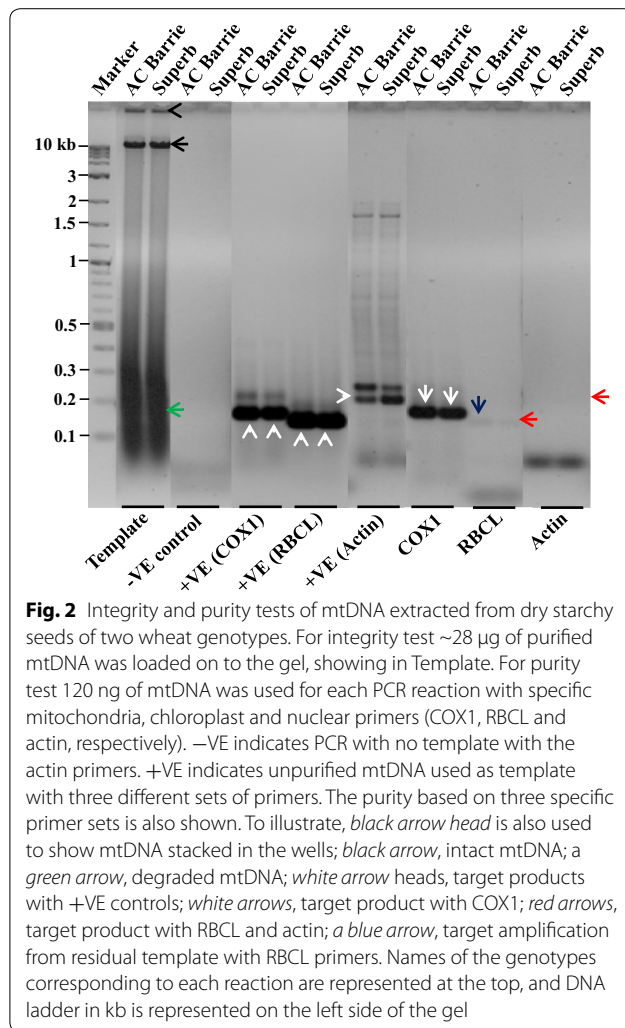 Marker
AC Barrie
Superb
AC Barrie
Superb
AC Barrie
Superb
AC Barrie
Superb
AC Barrie
Superb
AC Barrie
Superb
AC Barrie
Superb
AC Barrie
Superb
10 kb
3
2
1.5
1
0.5
0.3
0.2
0.1
Template
-VE control
+VE (COX1)
+VE (RBCL)
+VE (Actin)
COX1
RBCL
Actin
Fig. 2 Integrity and purity tests of mtDNA extracted from dry starchy
seeds of two wheat genotypes. For integrity test ~28 µg of purified
mtDNA was loaded on to the gel, showing in Template. For purity
test 120 ng of mtDNA was used for each PCR reaction with specific
mitochondria, chloroplast and nuclear primers (COX1, RBCL and
actin, respectively). −VE indicates PCR with no template with the
actin primers. +VE indicates unpurified mtDNA used as template
with three different sets of primers. The purity based on three specific
primer sets is also shown. To illustrate, black arrow head is also used
to show mtDNA stacked in the wells; black arrow, intact mtDNA; a
green arrow, degraded mtDNA; white arrow heads, target products
with +VE controls; white arrows, target product with COX1; red arrows,
target product with RBCL and actin; a blue arrow, target amplification
from residual template with RBCL primers. Names of the genotypes
corresponding to each reaction are represented at the top, and DNA
ladder in kb is represented on the left side of the gel